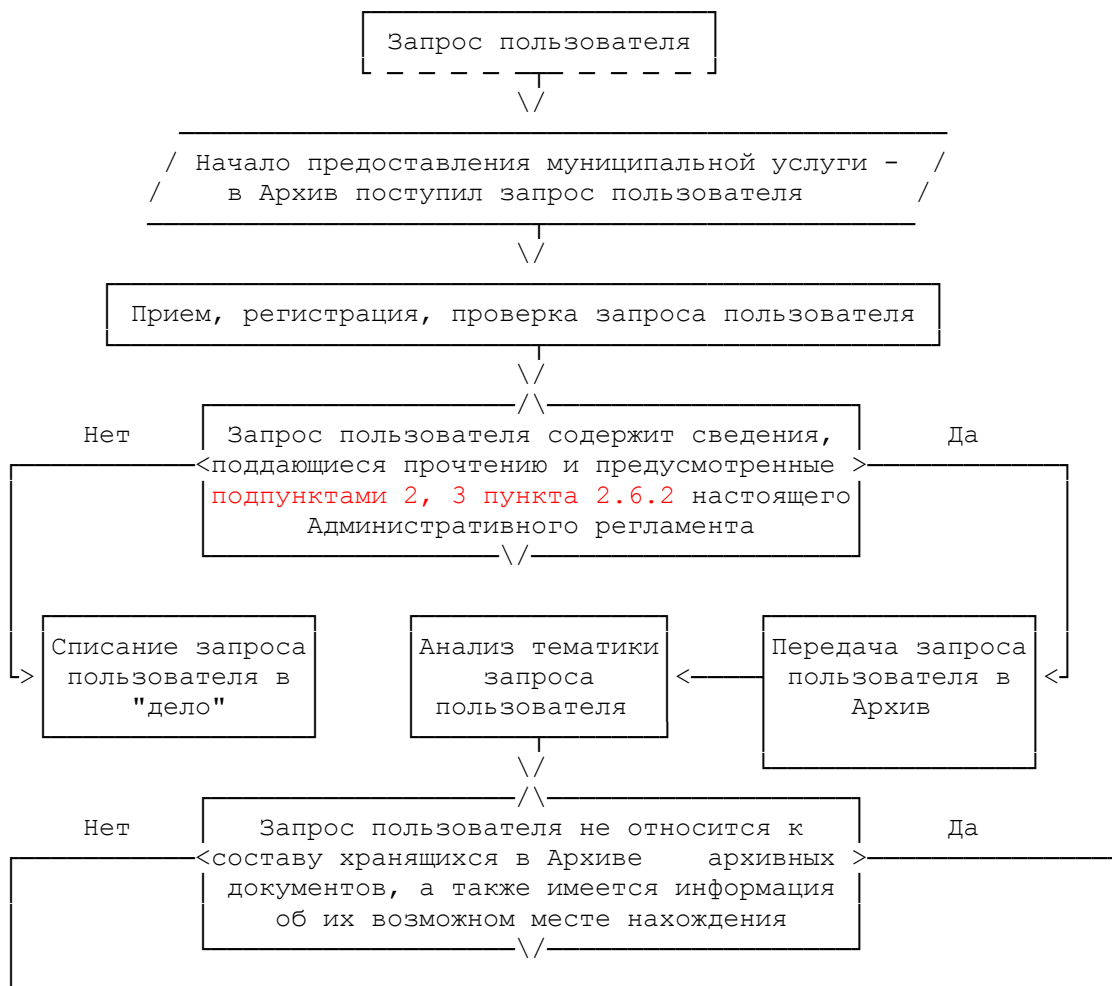 Запрос пользователя
Начало предоставления муниципальной услуги -
в Архив поступил запрос пользователя
Прием, регистрация, проверка запроса пользователя
Нет
Запрос пользователя содержит сведения,
Да
поддающиеся прочтению и предусмотренные
подпунктами 2, 3 пункта 2.6.2 настоящего
Административного регламента
Списание запроса
пользователя в
"дело"
Анализ тематики
запроса
пользователя
Передача запроса
пользователя в
Архив
Нет
Запрос пользователя не относится к
Да
составу хранящихся в Архиве архивных
документов, а также имеется информация
об их возможном месте нахождения